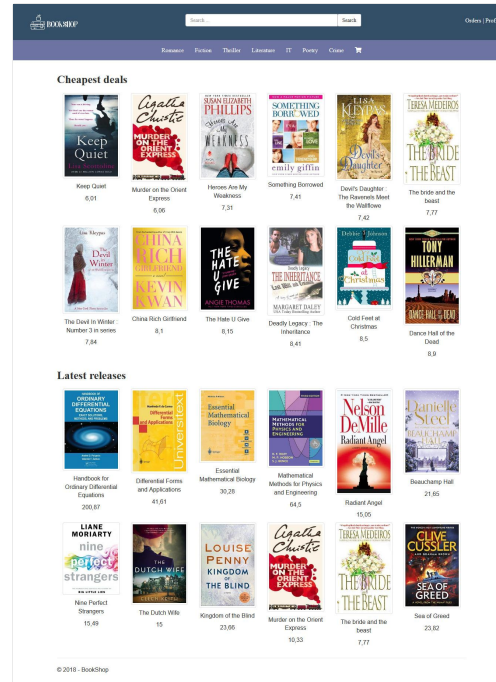 BOOKSHOP
Search...
Search
Orders | Prof
Romance Fiction Thriller Literature IT Poetry Crime
Cheapest deals
Keep
Quiet
Agatha
Christie
MURDER
ON THE
ORIENT
EXPRESS
SUSAN ELIZABETH
PHILLIPS
Heroes Are
My
WEAKNESS
SOMETHING
BORROWED
emily giffin
LISA
KLEYPAS
Devil's
Daughter
TERESA MEDEIROS
THE BRIDE
and
THE BEAST
Keep Quiet
6,01
Murder on the Orient
Express
6,06
Heroes Are My
Weakness
7,31
Something Borrowed
7,41
Devil's Daughter :
The Ravenels Meet
the Wallflowe
7,42
The bride and the
beast
7,77
Lisa Kleypas
The
Devil
in
Winter
CHINA
RICH
GIRLFRIEND
KEVIN
KWAN
THE
HATE
U
GIVE
ANGIE THOMAS
Deadly Legacy
THE INHERITANCE
MARGARET DALEY
Debbie Johnson
Cold Feet
at
Christmas
TONY
HILLERMAN
DANCE HALL OF THE DEAD
The Devil In Winter :
Number 3 in series
7,84
China Rich Girlfriend
8,1
The Hate U Give
8,15
Deadly Legacy : The
Inheritance
8,41
Cold Feet at
Christmas
8,5
Dance Hall of the
Dead
8,9
Latest releases
HANDBOOK OF
ORDINARY
DIFFERENTIAL
EQUATIONS
Differential
Forms
and Applications
Universitext
Essential
Mathematical
Biology
MATHEMATICAL
METHODS FOR
PHYSICS AND
ENGINEERING
Nelson
DeMille
Radiant Angel
Danielle
Steel
BEAUCHAMP
HALL
Handbook for
Ordinary Differential
Equations
200,87
Differential Forms
and Applications
41,61
Essential
Mathematical Biology
30,28
Mathematical
Methods for Physics
and Engineering
64,5
Radiant Angel
15,05
Beauchamp Hall
21,65
LIANE
MORIARTY
nine
perfect
strangers
THE
DUTCH WIFE
LOUISE
PENNY
KINGDOM
OF
THE BLIND
Agatha
Christie
MURDER
ON THE
ORIENT
EXPRESS
TERESA MEDEIROS
THE BRIDE
and
THE BEAST
CLIVE
CUSSLER
SEA OF
GREED
Nine Perfect
Strangers
15,49
The Dutch Wife
15
Kingdom of the Blind
23,66
Murder on the Orient
Express
10,33
The bride and the
beast
7,77
Sea of Greed
23,82
© 2018 - BookShop